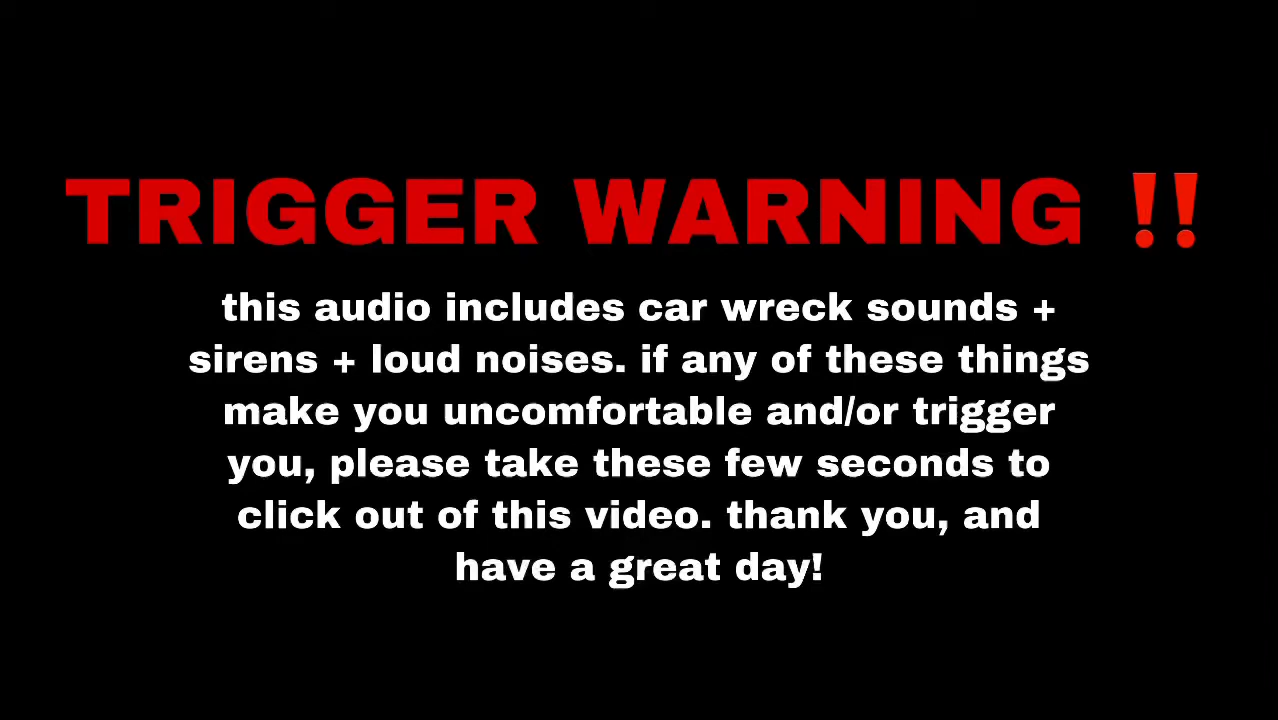 TRIGGER WARNING ‼️
this audio includes car wreck sounds +
sirens + loud noises. if any of these things
make you uncomfortable and/or trigger
you, please take these few seconds to
click out of this video. thank you, and
have a great day!